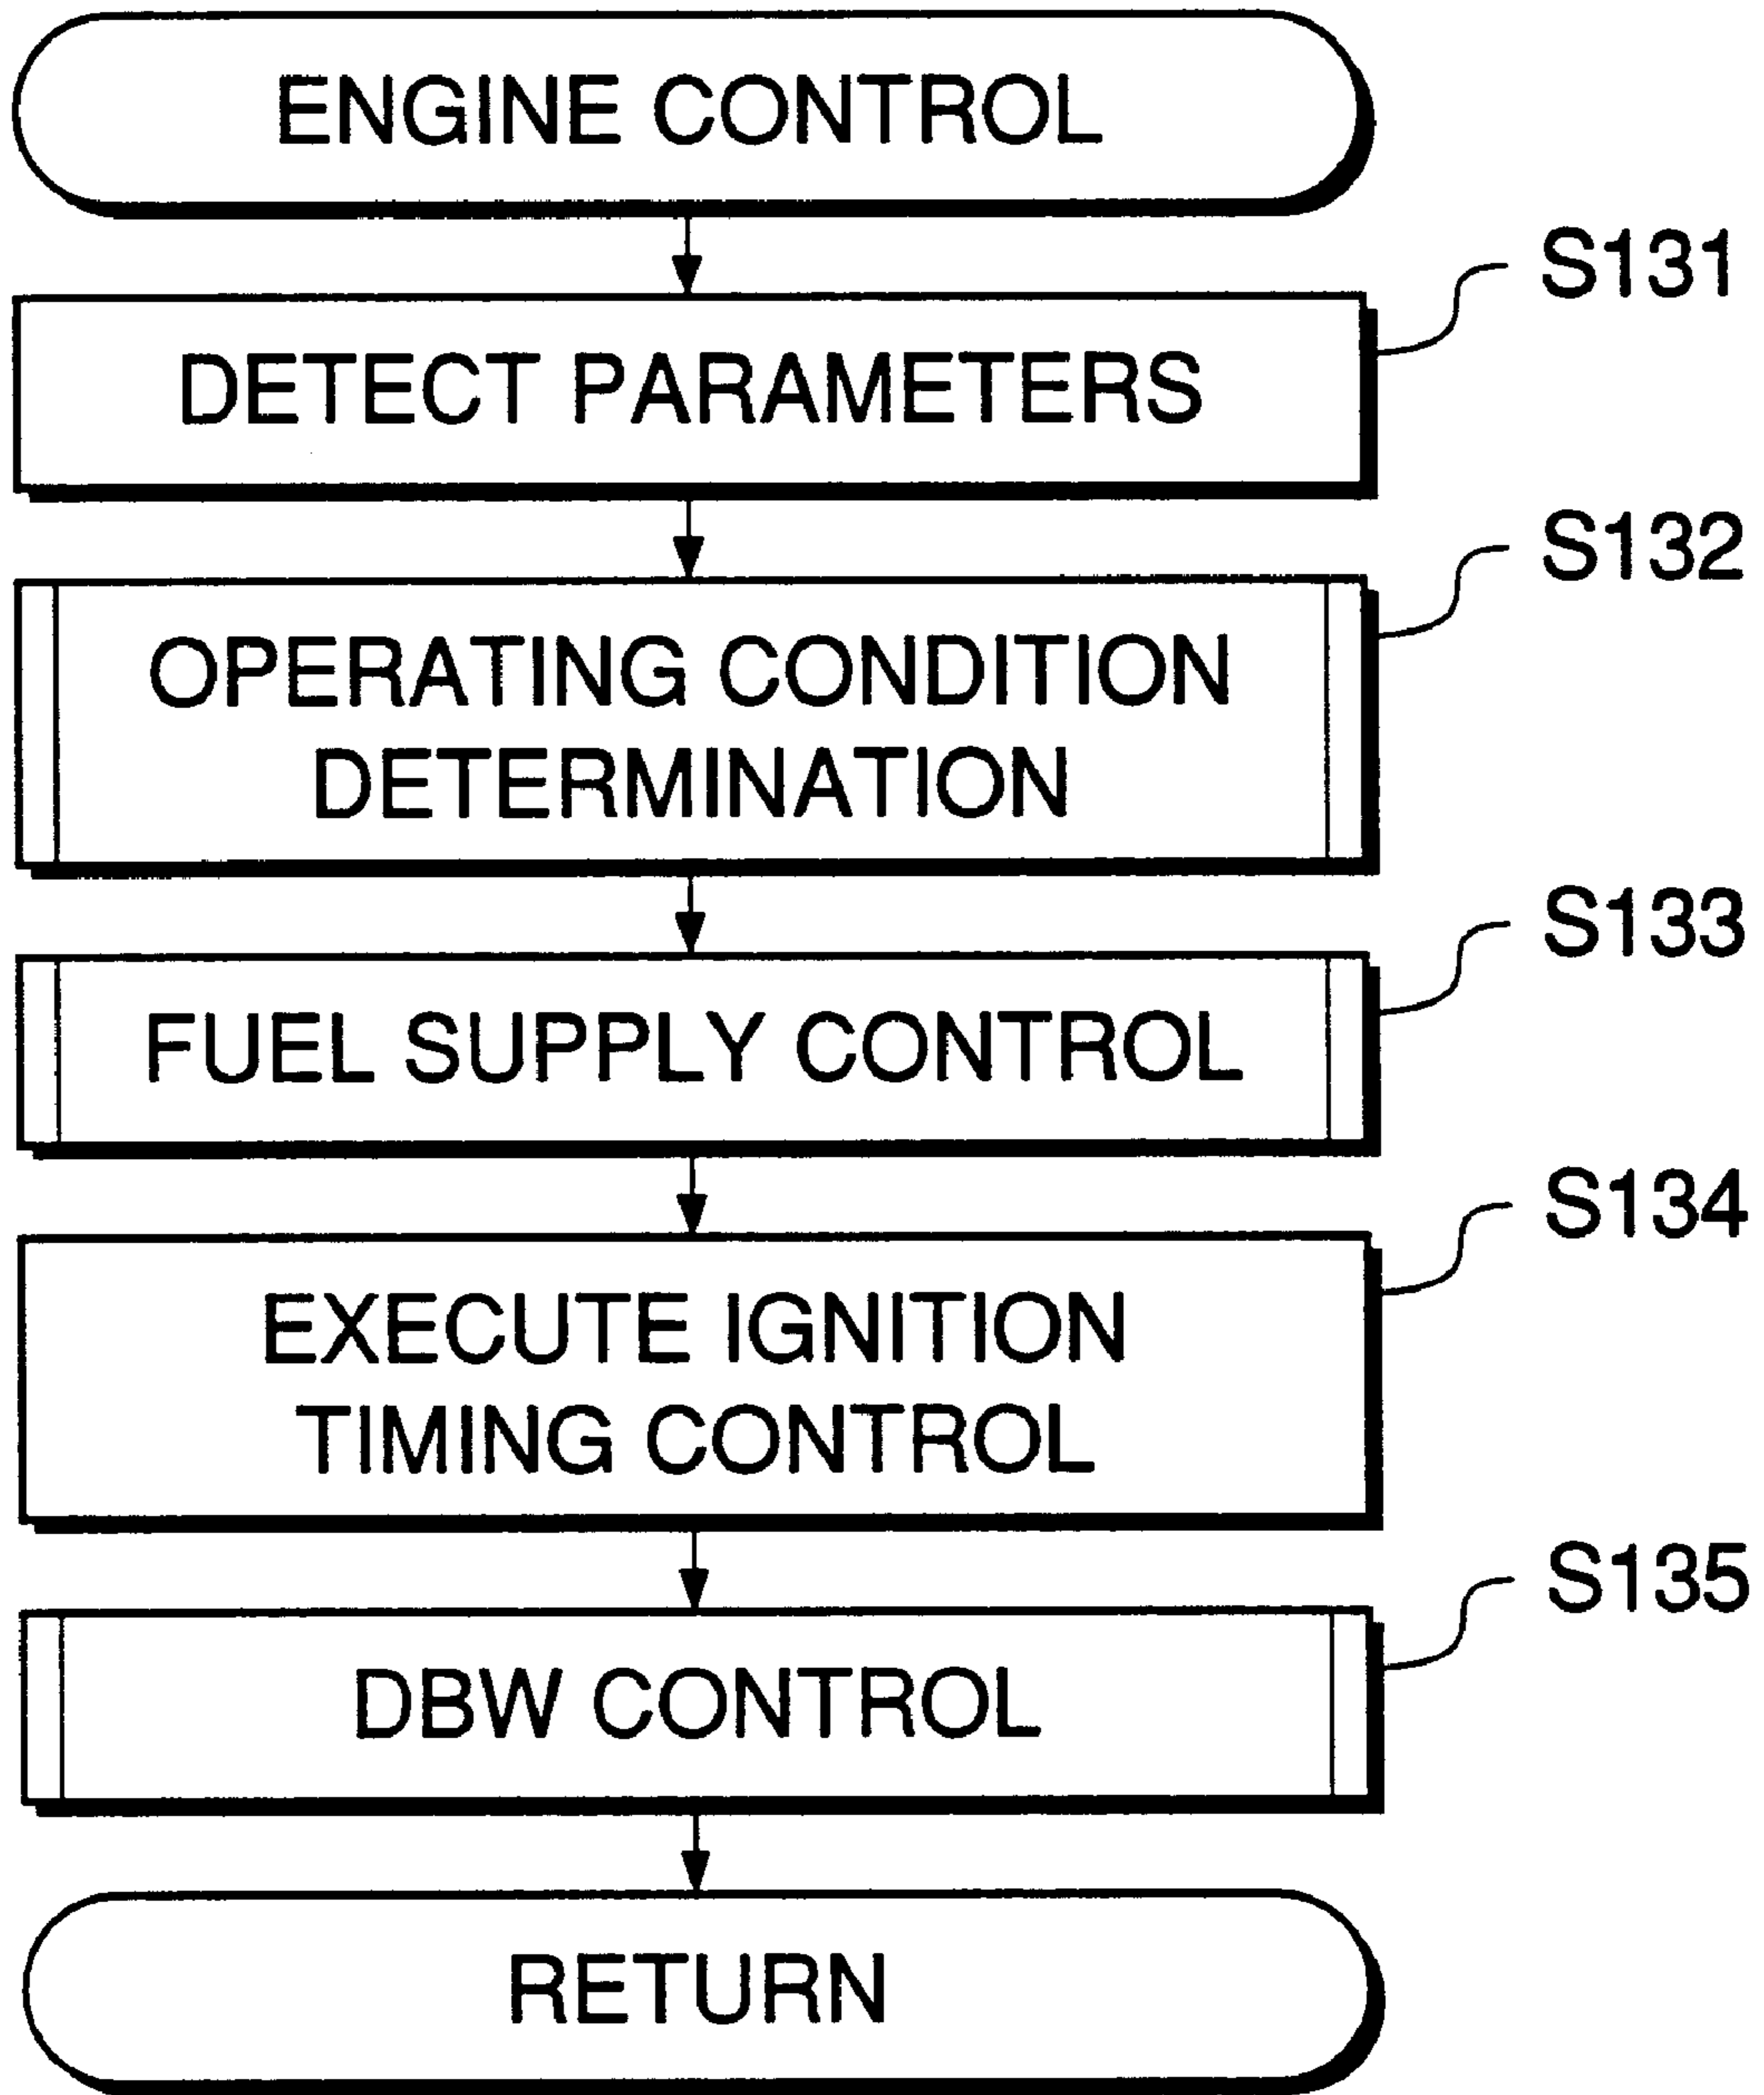 ENGINE CONTROL
S131
DETECT PARAMETERS
S132
OPERATING CONDITION
DETERMINATION
S133
FUEL SUPPLY CONTROL
S134
EXECUTE IGNITION
TIMING CONTROL
S135
DBW CONTROL
RETURN